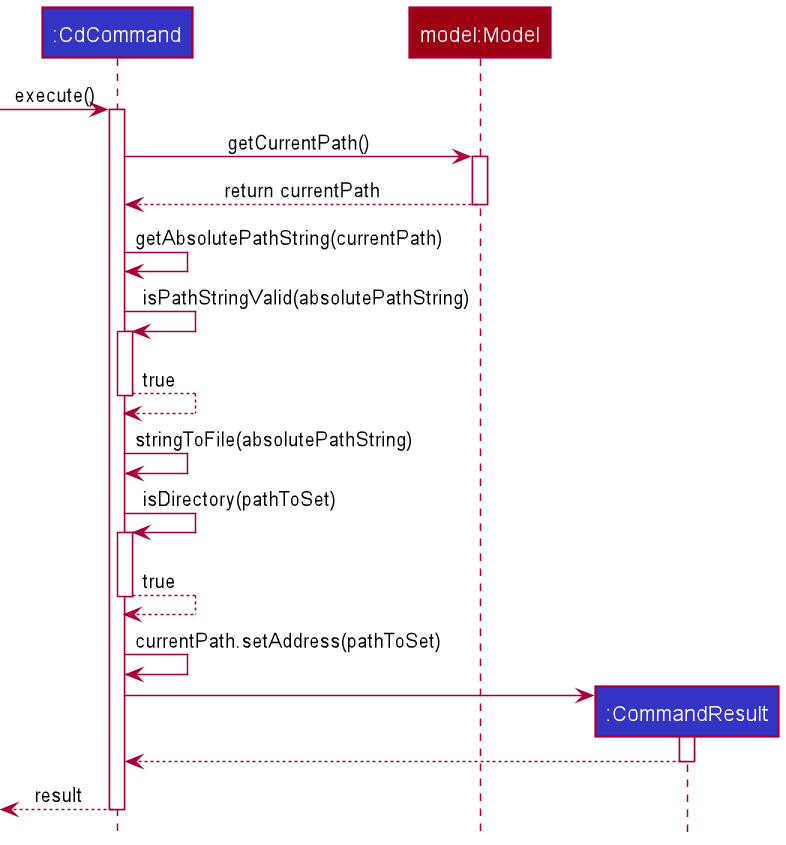 :CdCommand
model:Model
execute()
getCurrentPath()
return currentPath
getAbsolutePathString(currentPath)
isPathStringValid(absolutePathString)
true
stringToFile(absolutePathString)
isDirectory(pathToSet)
true
currentPath.setAddress(pathToSet)
:CommandResult
result